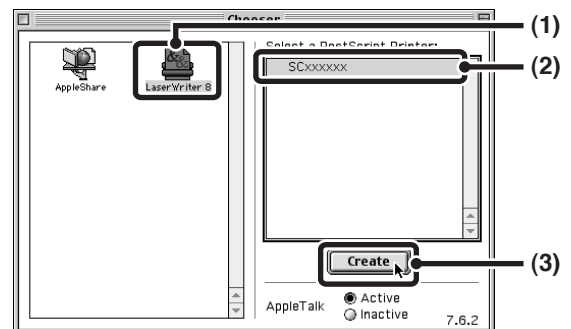 Chooser
(1)
Select a PostScript Printer:
SCxxxxxx
(2)
AppleShare
LaserWriter 8
Create
(3)
AppleTalk
Active
Inactive
7.6.2